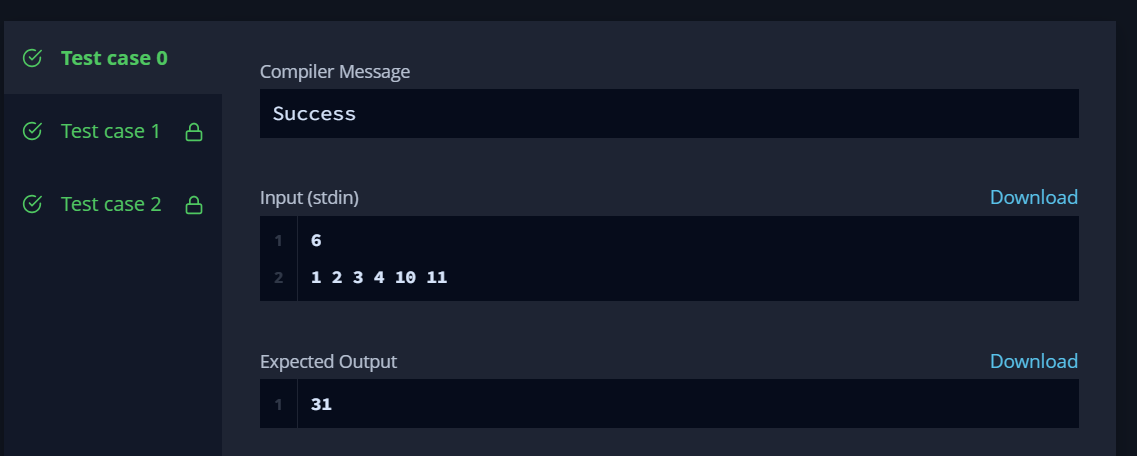 Test case 0
Test case 1
Test case 2
Compiler Message
Success
Input (stdin)
Download
1 6
2 1 2 3 4 10 11
Expected Output
Download
1 31